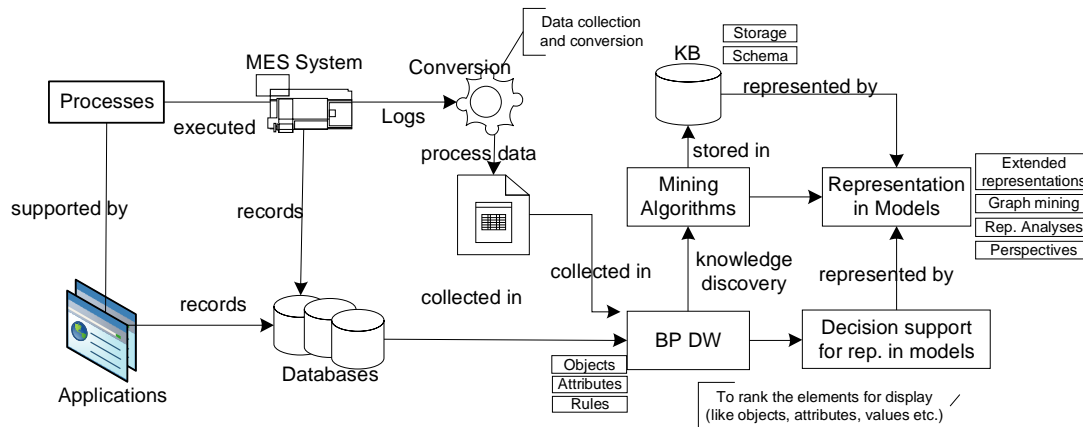 Data collection
and conversion
Storage
Schema
MES System
Conversion
KB
represented by
Processes
executed
Logs
process data
stored in
Extended
representations
Graph mining
Rep. Analyses
Perspectives
Mining
Algorithms
Representation
in Models
supported by
records
collected in
knowledge
discovery
represented by
records
collected in
BP DW
Decision support
for rep. in models
Objects
Attributes
Rules
Applications
Databases
To rank the elements for display
(like objects, attributes, values etc.)